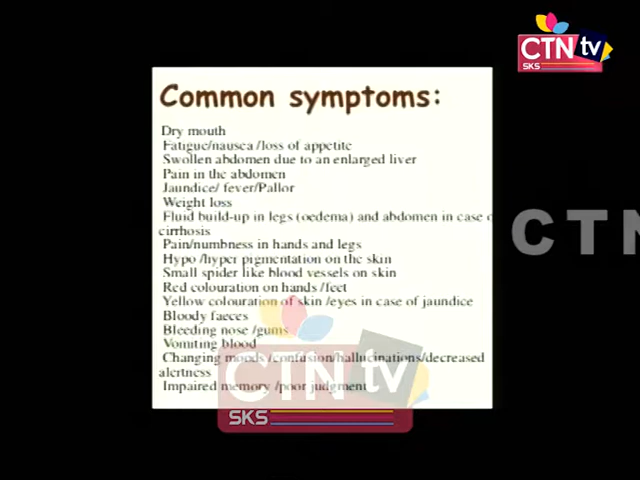 CTN tv
SKS
Common symptoms:
Dry mouth
Fatigue/nausea /loss of appetite
Swollen abdomen due to an enlarged liver
Pain in the abdomen
Jaundice/ fever/Pallor
Weight loss
Fluid build-up in legs (oedema) and abdomen in case o
cirrhosis
Pain/numbness in hands and legs
Hypo /hyper pigmentation on the skin
Small spider like blood vessels on skin
Red colouration on hands /feet
Yellow colouration of skin /eyes in case of jaundice
Bloody faeces
Bleeding nose /gums
Vomiting blood
Changing moods /confusion/hallucinations/decreased
alertness
Impaired memory /poor judgment
CTN
CTN tv
SKS